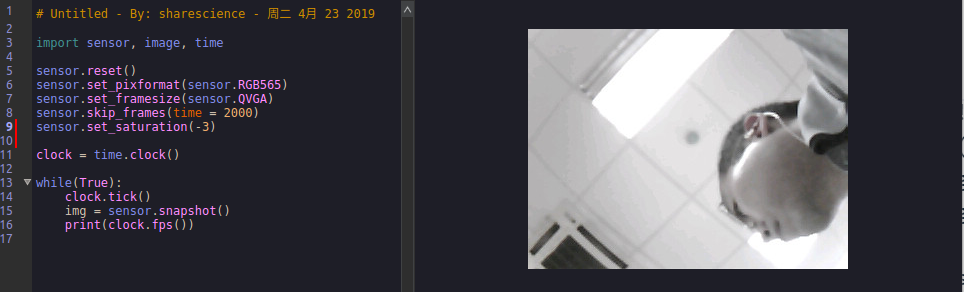 1 # Untitled - By: sharescience - 周二 4月 23 2019
2
3 import sensor, image, time
4
5 sensor.reset()
6 sensor.set_pixformat(sensor.RGB565)
7 sensor.set_framesize(sensor.QVGA)
8 sensor.skip_frames(time = 2000)
9 sensor.set_saturation(-3)
10
11 clock = time.clock()
12
13 while(True):
14     clock.tick()
15     img = sensor.snapshot()
16     print(clock.fps())
17